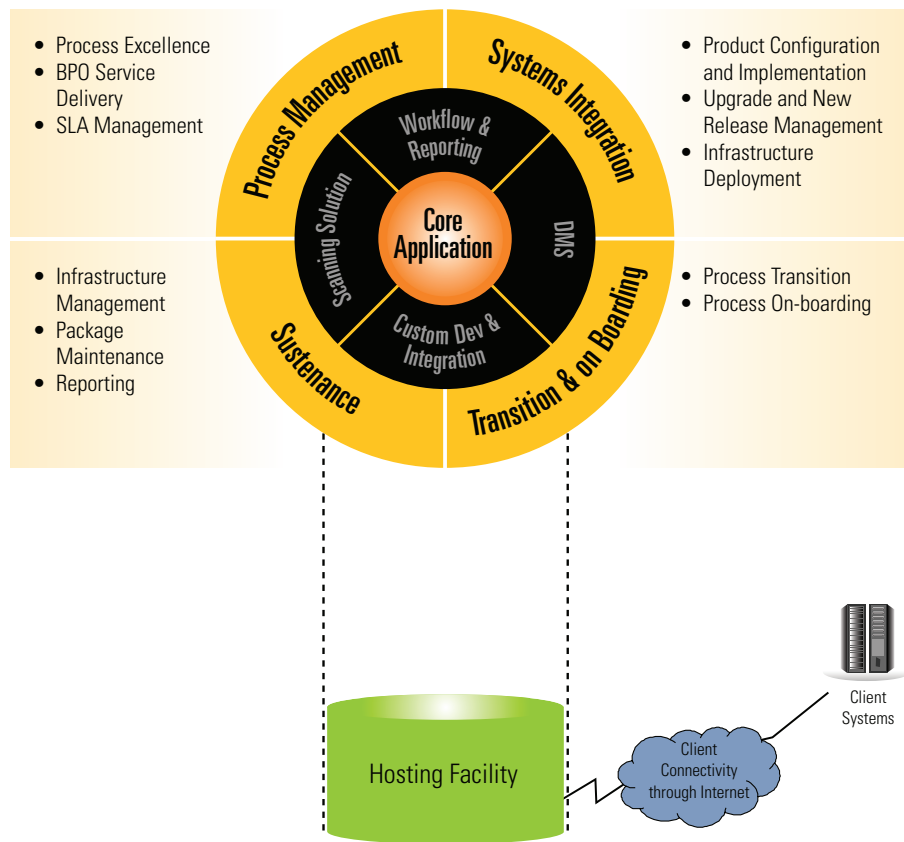 • Process Excellence
• BPO Service
Delivery
• SLA Management
Process Management
Systems Integration
• Product Configuration
and Implementation
• Upgrade and New
Release Management
• Infrastructure
Deployment
Workflow &
Reporting
Scanning Solution
Core
Application
DMS
Custom Dev &
Integration
• Infrastructure
Management
• Package
Maintenance
• Reporting
Sustenance
Transition & on Boarding
• Process Transition
• Process On-boarding
Client
Systems
Hosting Facility
Client
Connectivity
through Internet